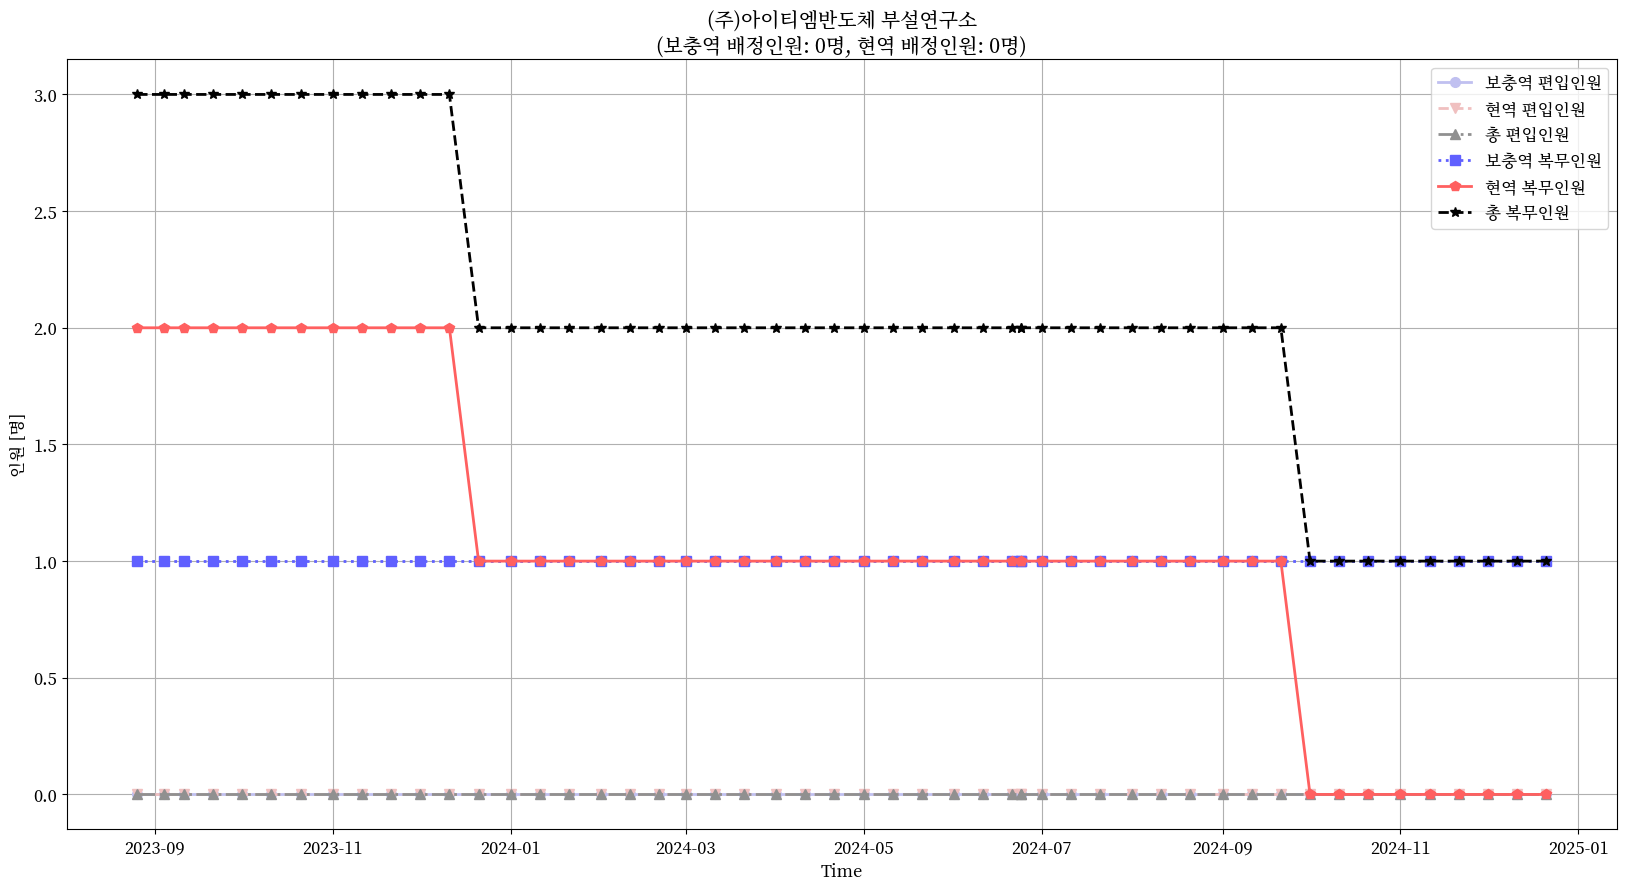 (주)아이티엠반도체 부설연구소
(보충역 배정인원: 0명, 현역 배정인원: 0명)
보충역 편입인원
현역 편입인원
총 편입인원
보충역 복무인원
현역 복무인원
총 복무인원
인원 [명]
3.0
2.5
2.0
1.5
1.0
0.5
0.0
2023-09
2023-11
2024-01
2024-03
2024-05
2024-07
2024-09
2024-11
2025-01
Time